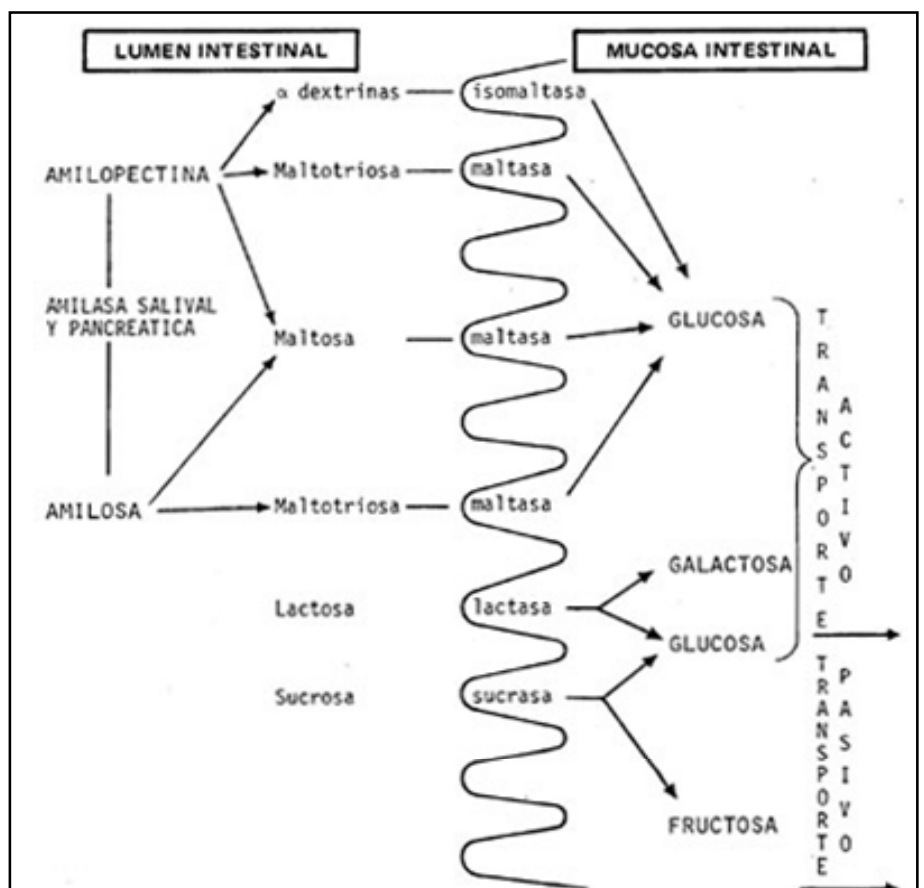 LUMEN INTESTINAL
MUCOSA INTESTINAL
α dextrinas
isomaltasa
AMILOPECTINA
Maltotriosa
maltasa
AMILASA SALIVAL
Y PANCREATICA
Maltosa
maltasa
GLUCOSA
AMILOSA
Maltotriosa
maltasa
GALACTOSA
Lactosa
lactasa
GLUCOSA
Sucrosa
sucrasa
FRUCTOSA
TRANSPORTE
ACTIVO
TRANSPORTE
PASIVO